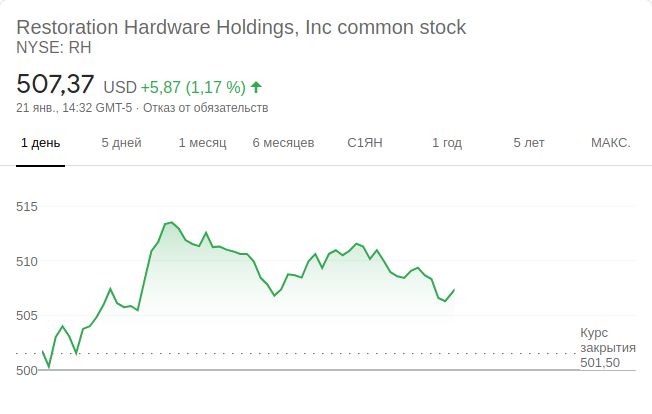 Restoration Hardware Holdings, Inc common stock
NYSE: RH
507,37 USD +5,87 (1,17 %)
21 янв., 14:32 GMT-5 · Отказ от обязательств
1 день 5 дней 1 месяц 6 месяцев С1ЯН 1 год 5 лет МАКС.
515
510
505
500
Курс
закрытия
501,50